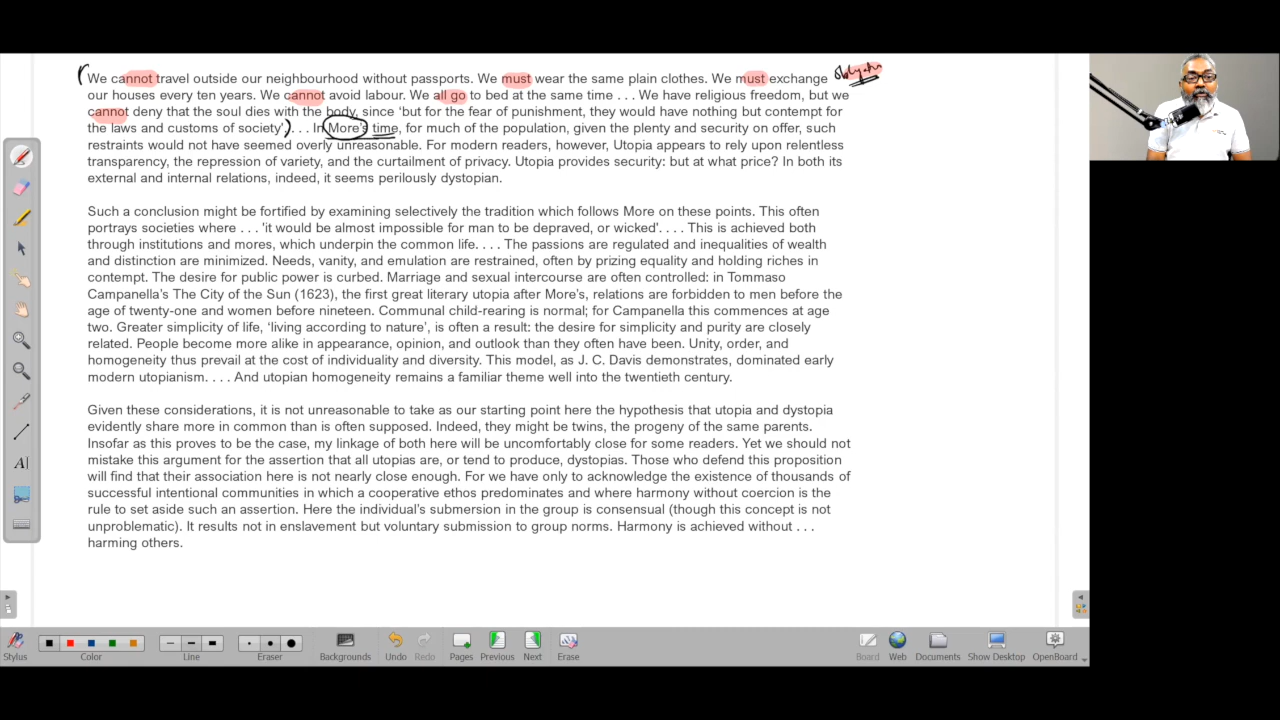 We cannot travel outside our neighbourhood without passports. We must wear the same plain clothes. We must exchange
our houses every ten years. We cannot avoid labour. We all go to bed at the same time . . . We have religious freedom, but we
cannot deny that the soul dies with the body, since ‘but for the fear of punishment, they would have nothing but contempt for
the laws and customs of society’. . . . In More’s time, for much of the population, given the plenty and security on offer, such
restraints would not have seemed overly unreasonable. For modern readers, however, Utopia appears to rely upon relentless
transparency, the repression of variety, and the curtailment of privacy. Utopia provides security: but at what price? In both its
external and internal relations, indeed, it seems perilously dystopian.
Such a conclusion might be fortified by examining selectively the tradition which follows More on these points. This often
portrays societies where . . . 'it would be almost impossible for man to be depraved, or wicked'. . . . This is achieved both
through institutions and mores, which underpin the common life. . . . The passions are regulated and inequalities of wealth
and distinction are minimized. Needs, vanity, and emulation are restrained, often by prizing equality and holding riches in
contempt. The desire for public power is curbed. Marriage and sexual intercourse are often controlled: in Tommaso
Campanella’s The City of the Sun (1623), the first great literary utopia after More’s, relations are forbidden to men before the
age of twenty-one and women before nineteen. Communal child-rearing is normal; for Campanella this commences at age
two. Greater simplicity of life, ‘living according to nature’, is often a result: the desire for simplicity and purity are closely
related. People become more alike in appearance, opinion, and outlook than they often have been. Unity, order, and
homogeneity thus prevail at the cost of individuality and diversity. This model, as J. C. Davis demonstrates, dominated early
modern utopianism. . . . And utopian homogeneity remains a familiar theme well into the twentieth century.
Given these considerations, it is not unreasonable to take as our starting point here the hypothesis that utopia and dystopia
evidently share more in common than is often supposed. Indeed, they might be twins, the progeny of the same parents.
Insofar as this proves to be the case, my linkage of both here will be uncomfortably close for some readers. Yet we should not
mistake this argument for the assertion that all utopias are, or tend to produce, dystopias. Those who defend this proposition
will find that their association here is not nearly close enough. For we have only to acknowledge the existence of thousands of
successful intentional communities in which a cooperative ethos predominates and where harmony without coercion is the
rule to set aside such an assertion. Here the individual’s submersion in the group is consensual (though this concept is not
unproblematic). It results not in enslavement but voluntary submission to group norms. Harmony is achieved without . . .
harming others.
Stylus Color Line Eraser Backgrounds Undo Redo Pages Previous Next Erase Board Web Documents Show Desktop OpenBoard